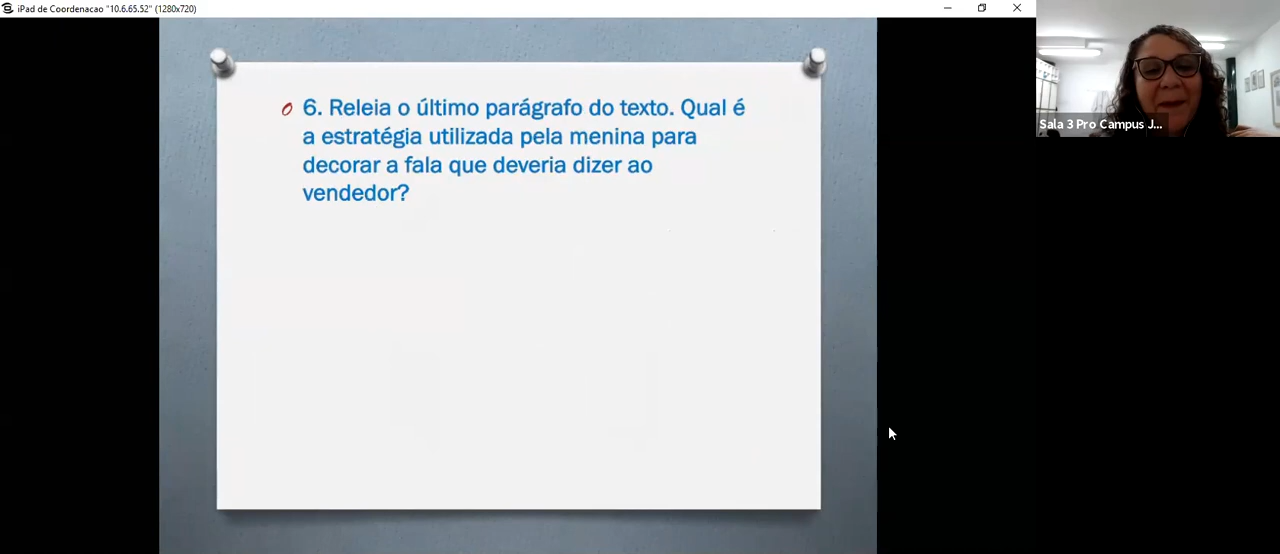 iPad de Coordenacao "10.6.65.52" (1280x720)
6. Releia o último parágrafo do texto. Qual é
a estratégia utilizada pela menina para
decorar a fala que deveria dizer ao
vendedor?
Sala 3 Pro Campus J...